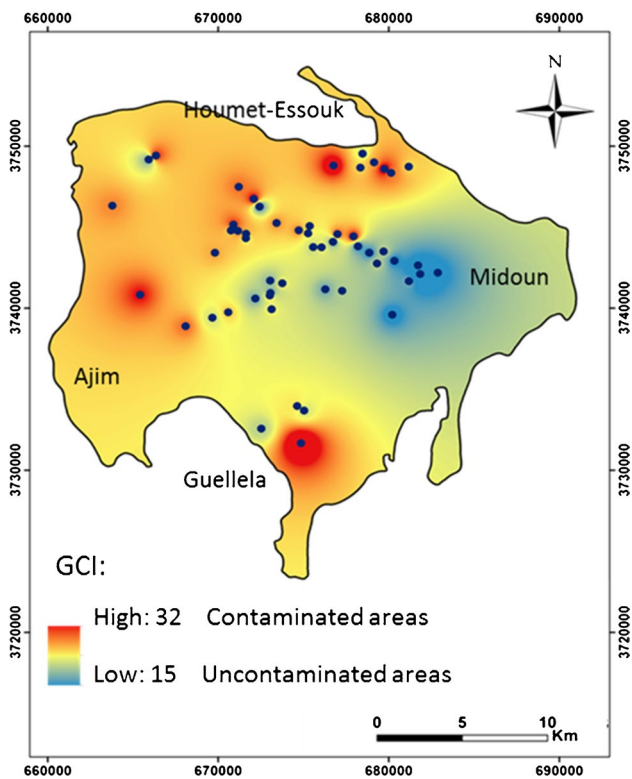 660000 670000 680000 690000
N
Houmet-Essouk
3750000 3750000
Midoun
3740000 3740000
Ajim
Guellela
3730000 3730000
GCI:
High: 32 Contaminated areas
3720000 3720000
Low: 15 Uncontaminated areas
0 5 10
Km
660000 670000 680000 690000